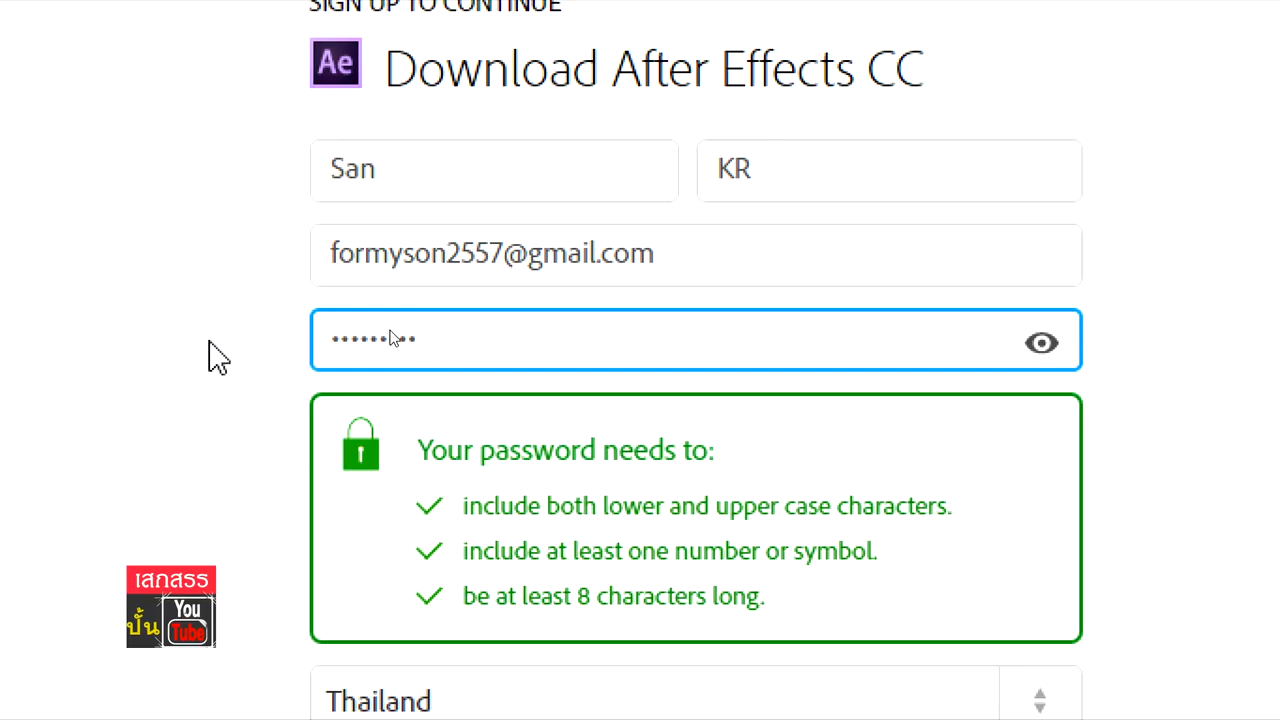 SIGN UP TO CONTINUE
Ae Download After Effects CC
San KR
formyson2557@gmail.com
•••••••••
Your password needs to:
include both lower and upper case characters.
include at least one number or symbol.
be at least 8 characters long.
เสกสรร
ปั้น You
Tube
Thailand